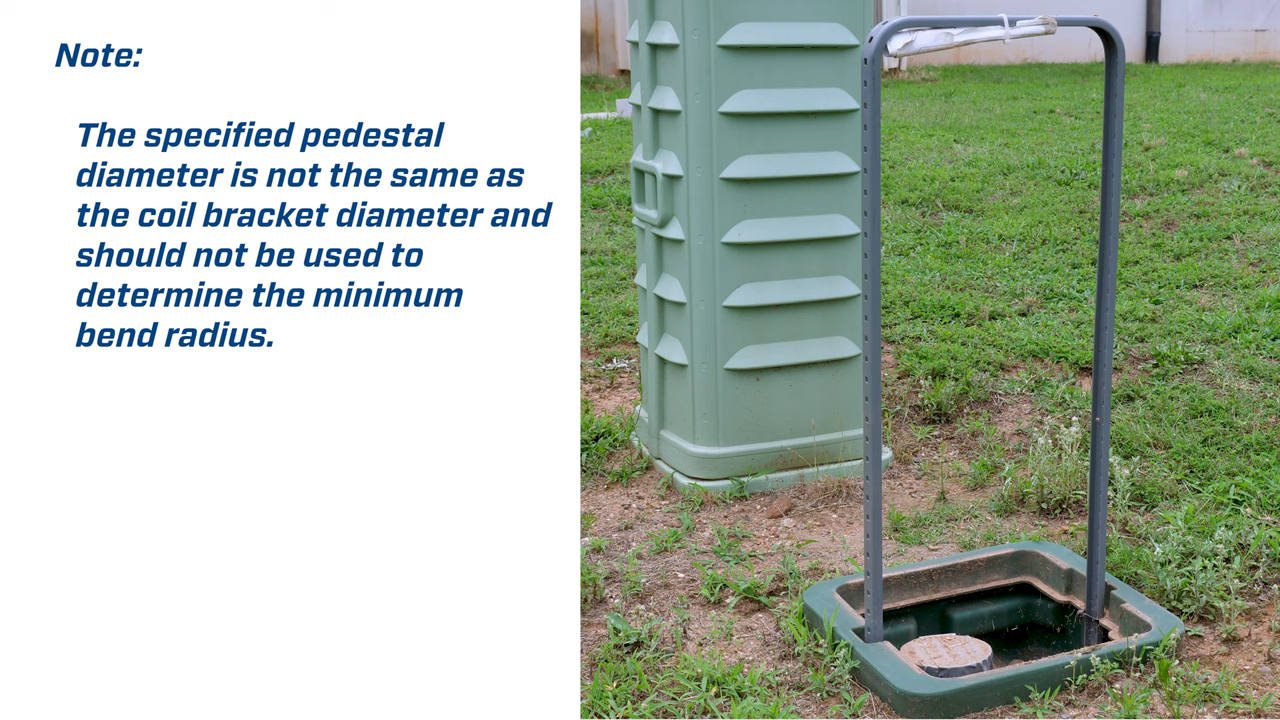 Note:
The specified pedestal
diameter is not the same as
the coil bracket diameter and
should not be used to
determine the minimum
bend radius.